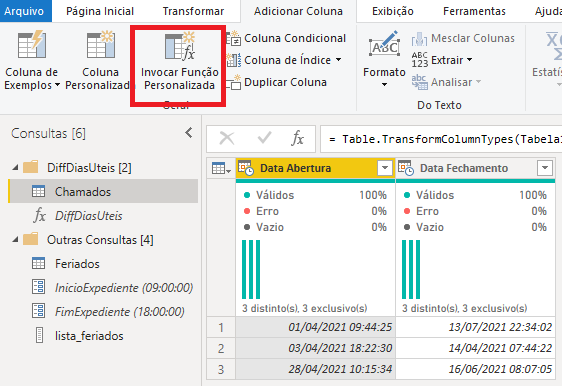 Arquivo Página Inicial Transformar Adicionar Coluna Exibição Ferramentas Ajuda
Coluna de Exemplos
Coluna Personalizada
Invocar Função Personalizada
Coluna Condicional
Coluna de Índice
Duplicar Coluna
Geral
ABC
Formato
Mesclar Colunas
ABC 123 Extrair
abc Analisar
Do Texto
Estatís
Consultas [6]
fx = Table.TransformColumnTypes(Tabela1
DiffDiasUteis [2]
Chamados
fx DiffDiasUteis
Outras Consultas [4]
Feriados
InicioExpediente (09:00:00)
FimExpediente (18:00:00)
lista_feriados
Data Abertura Data Fechamento
Válidos 100% Válidos 100%
Erro 0% Erro 0%
Vazio 0% Vazio 0%
3 distinto(s), 3 exclusivo(s) 3 distinto(s), 3 exclusivo(s)
1 01/04/2021 09:44:25 13/07/2021 22:34:02
2 03/04/2021 18:22:30 14/04/2021 07:44:22
3 28/04/2021 10:15:34 16/06/2021 08:07:05